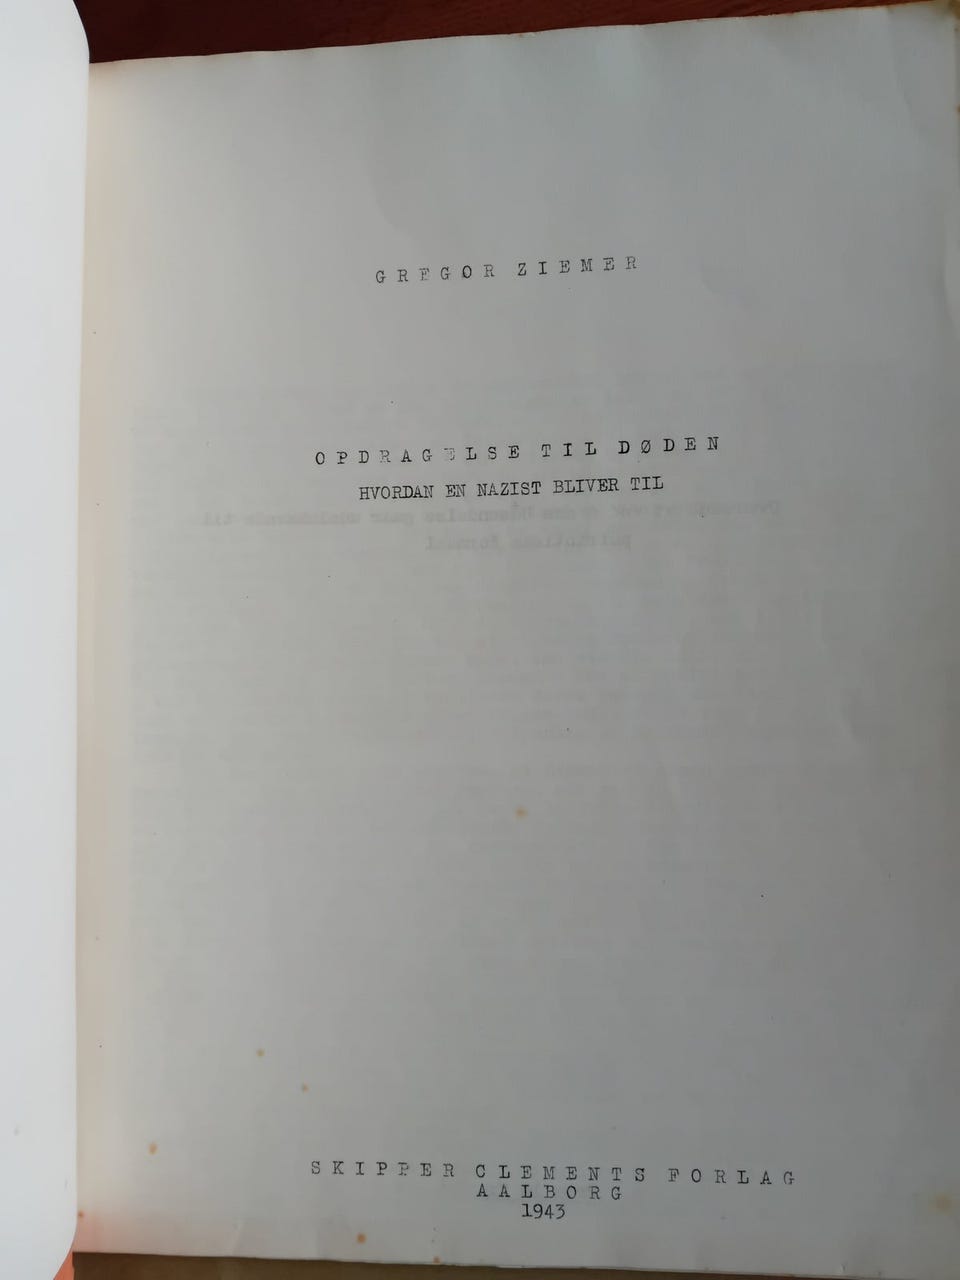 GREGOR ZIEMER
OPDRAGELSE TIL DØDEN
HVORDAN EN NAZIST BLIVER TIL
SKIPPER CLEMENTS FORLAG
AALBORG
1943